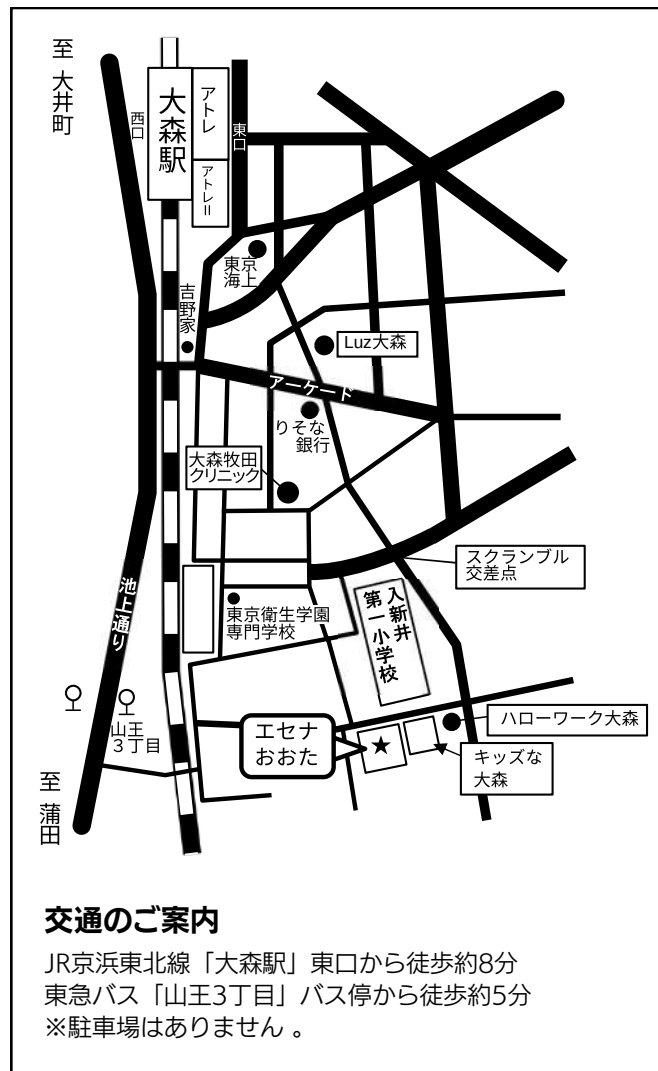 至 大井町
西口
大森駅
アトレ
アトレⅡ
東口
東京
海上
吉野家
Luz大森
アーケード
りそな
銀行
大森牧田
クリニック
スクランブル
交差点
池上通り
東京衛生学園
専門学校
入新井
第一小学校
山王
3丁目
エセナ
おおた
★
ハローワーク大森
キッズな
大森
至 蒲田
交通のご案内
JR京浜東北線「大森駅」東口から徒歩約8分
東急バス「山王3丁目」バス停から徒歩約5分
※駐車場はありません 。